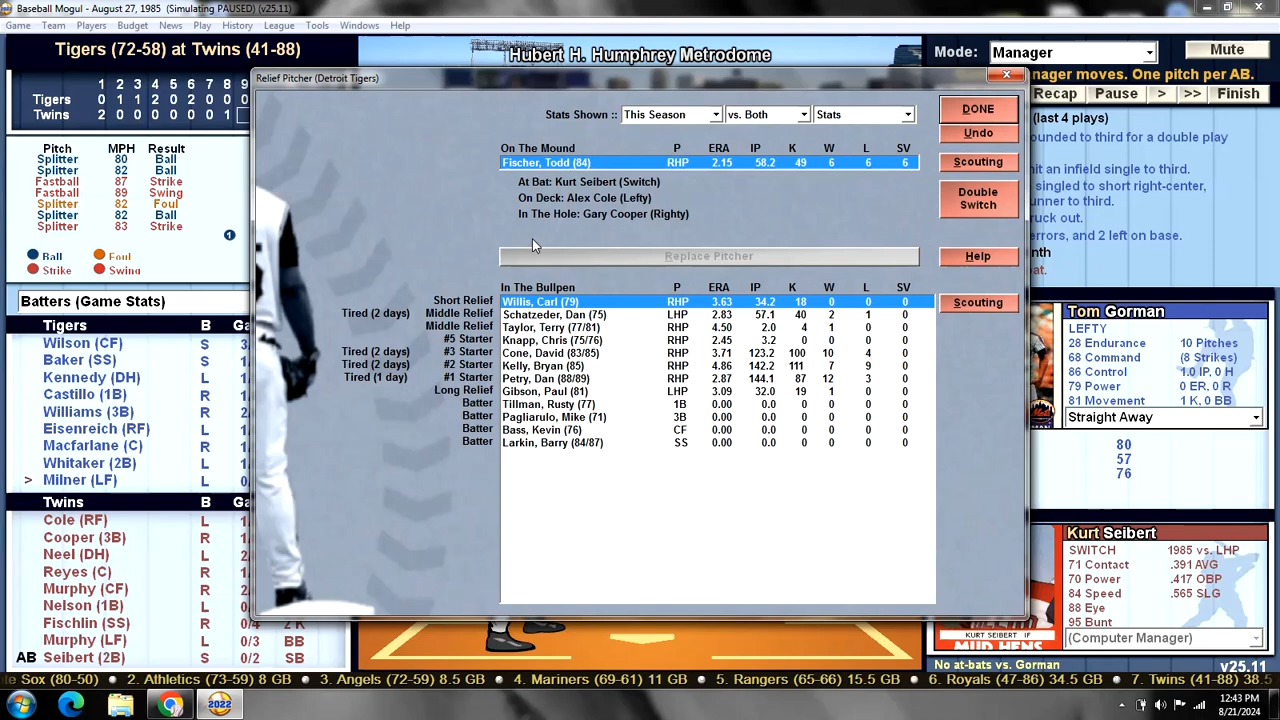 Baseball Mogul - August 27, 1985  (Simulating PAUSED) (v25.11)
Game Team Players Budget News Play History League Tools Windows Help
Tigers (72-58) at Twins (41-88)
Hubert H. Humphrey Metrodome
Mode: Manager Mute
1 2 3 4 5 6 7 8 9
Tigers 0 1 1 2 0 2 0 0
Twins 2 0 0 0 0 0 0 1
nager moves. One pitch per AB.
Recap Pause > >> Finish
(last 4 plays)
ounded to third for a double play
it an infield single to third.
singled to short right-center,
unner to third.
ruck out.
errors, and 2 left on base.
nth
at.
Pitch MPH Result
Splitter 80 Ball
Splitter 82 Ball
Fastball 87 Strike
Fastball 89 Swing
Splitter 82 Foul
Splitter 82 Ball
Splitter 83 Strike
1
Ball Foul
Strike Swing
Batters (Game Stats)
Tigers B Ga
Wilson (CF) S 3/
Baker (SS) S
Kennedy (DH) L
Castillo (1B) R
Williams (3B) R
Eisenreich (RF) L
Macfarlane (C) R
Whitaker (2B) L
> Milner (LF) L 0/
Twins B Ga
Cole (RF) L
Cooper (3B) R
Neel (DH) L
Reyes (C) R
Murphy (CF) R
Nelson (1B) L
Fischlin (SS) R 0/4 2 K
Murphy (LF) L 0/3 BB
AB Seibert (2B) S 0/2 SB
Relief Pitcher (Detroit Tigers)
Stats Shown :: This Season vs. Both Stats
DONE
Undo
On The Mound P ERA IP K W L SV
Fischer, Todd (84) RHP 2.15 58.2 49 6 6 6
Scouting
At Bat: Kurt Seibert (Switch)
On Deck: Alex Cole (Lefty)
In The Hole: Gary Cooper (Righty)
Double Switch
Replace Pitcher
Help
In The Bullpen P ERA IP K W L SV
Short Relief Willis, Carl (79) RHP 3.63 34.2 18 0 0 0
Scouting
Tired (2 days) Middle Relief Schatzeder, Dan (75) LHP 2.83 57.1 40 2 1 0
Middle Relief Taylor, Terry (77/81) RHP 4.50 2.0 4 1 0 0
#5 Starter Knapp, Chris (75/76) RHP 2.45 3.2 0 0 0 0
Tired (2 days) #3 Starter Cone, David (83/85) RHP 3.71 123.2 100 10 4 0
Tired (2 days) #2 Starter Kelly, Bryan (85) RHP 4.86 142.2 111 7 9 0
Tired (1 day) #1 Starter Petry, Dan (88/89) RHP 2.87 144.1 87 12 3 0
Long Relief Gibson, Paul (81) LHP 3.09 32.0 19 1 0 0
Batter Tillman, Rusty (77) 1B 0.00 0.0 0 0 0 0
Batter Pagliarulo, Mike (71) 3B 0.00 0.0 0 0 0 0
Batter Bass, Kevin (76) CF 0.00 0.0 0 0 0 0
Batter Larkin, Barry (84/87) SS 0.00 0.0 0 0 0 0
Tom Gorman
LEFTY
28 Endurance 10 Pitches
68 Command (8 Strikes)
86 Control 1.0 IP, 0 H
79 Power 0 ER, 0 R
81 Movement 1 K, 0 BB
Straight Away
80
57
76
Kurt Seibert
SWITCH 1985 vs. LHP
71 Contact .391 AVG
70 Power .417 OBP
84 Speed .565 SLG
88 Eye
95 Bunt
(Computer Manager)
KURT SEIBERT IF
MUD HENS
No at-bats vs. Gorman
v25.11
te Sox (80-50) • 2. Athletics (73-59) 8 GB • 3. Angels (72-59) 8.5 GB • 4. Mariners (69-61) 11 GB • 5. Rangers (65-66) 15.5 GB • 6. Royals (47-86) 34.5 GB • 7. Twins (41-88) 38.5
2022
12:43 PM
8/21/2024